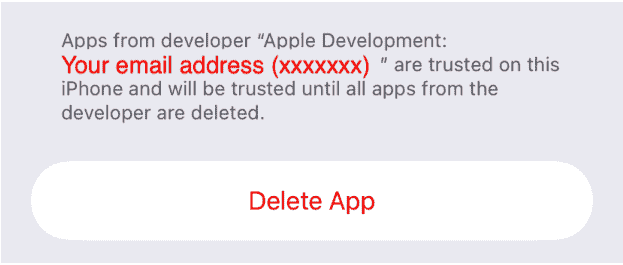 Apps from developer “Apple Development:
Your email address (xxxxxxx) ” are trusted on this
iPhone and will be trusted until all apps from the
developer are deleted.
Delete App